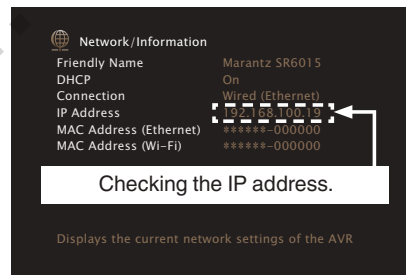 Network/Information
Friendly Name Marantz SR6015
DHCP On
Connection Wired (Ethernet)
IP Address 192.168.100.19
MAC Address (Ethernet) ******-000000
MAC Address (Wi-Fi) ******-000000
Checking the IP address.
Displays the current network settings of the AVR